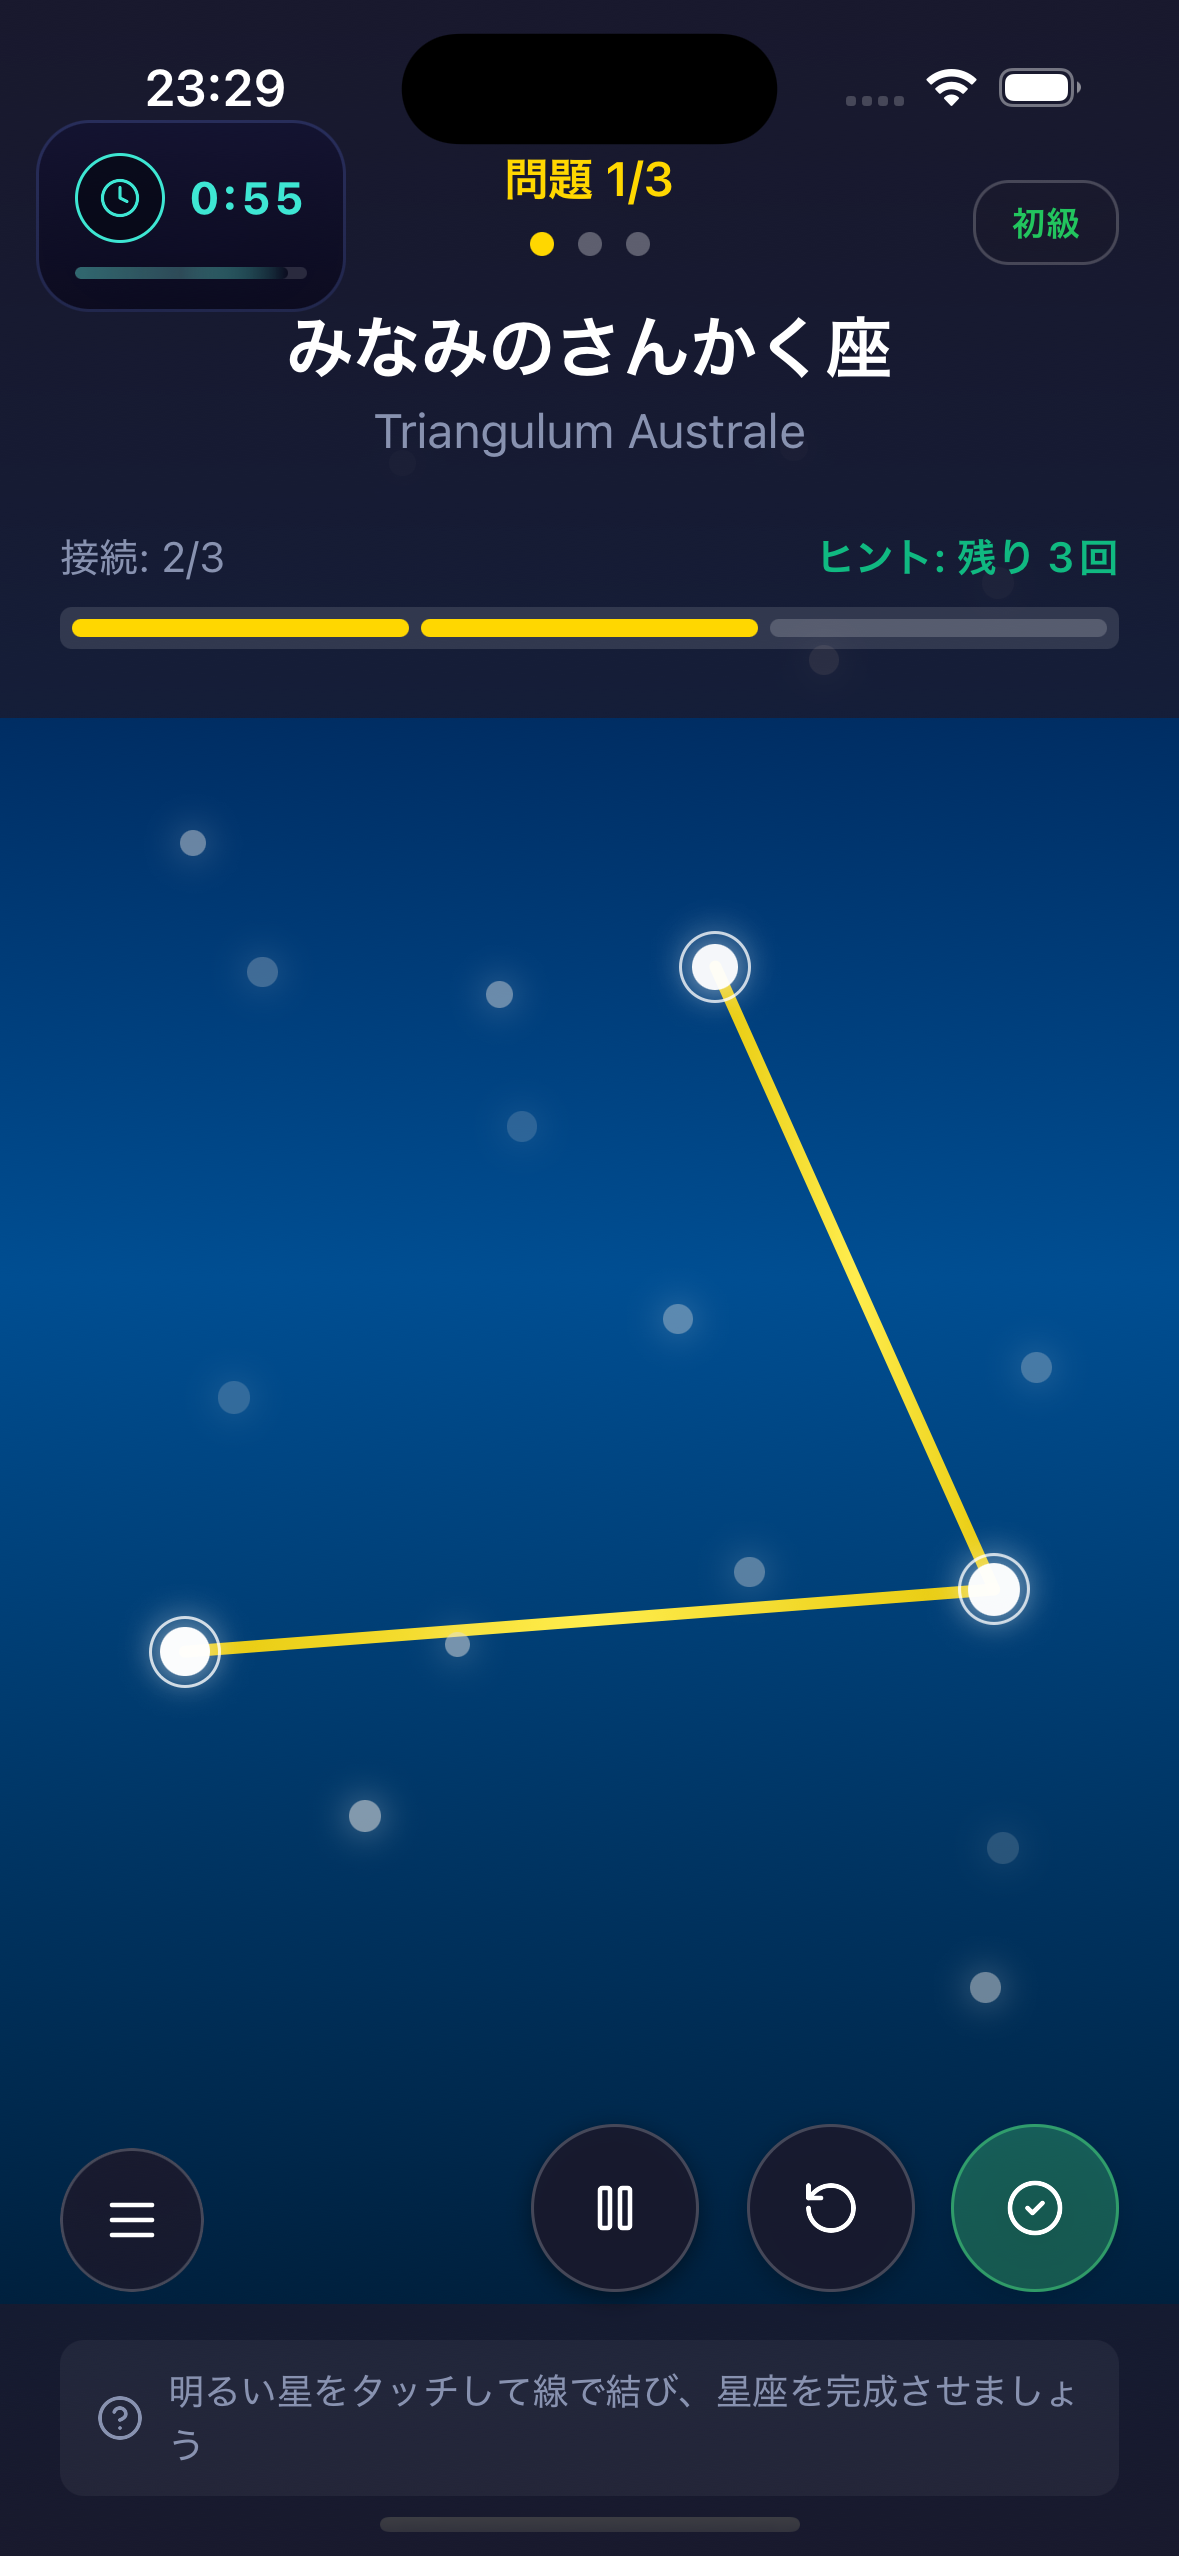 23:29
0:55
問題 1/3
初級
みなみのさんかく座
Triangulum Australe
接続: 2/3
ヒント: 残り 3回
明るい星をタッチして線で結び、星座を完成させましょ
う